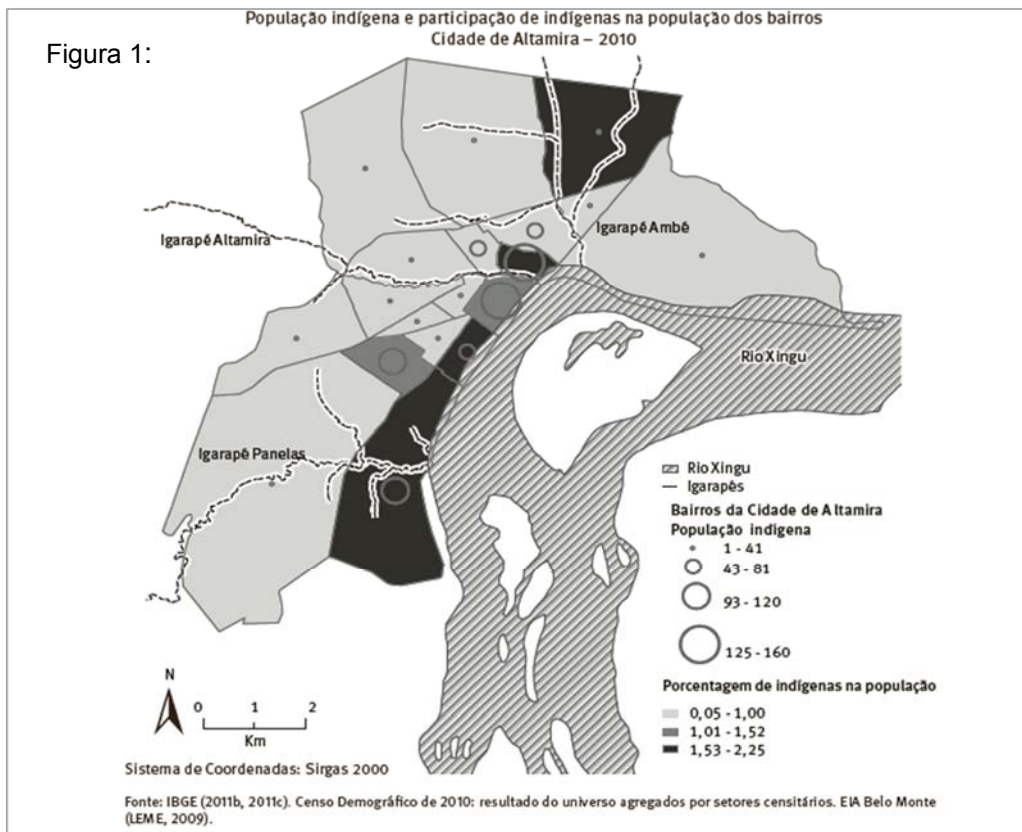 População indígena e participação de indígenas na população dos bairros
Cidade de Altamira – 2010
Figura 1:
Igarapé Altamira
Igarapé Ambé
Rio Xingu
Igarapé Panelas
Rio Xingu
Igarapés
Bairros da Cidade de Altamira
População indígena
1 - 41
43 - 81
93 - 120
125 - 160
Porcentagem de indígenas na população
0,05 - 1,00
1,01 - 1,52
1,53 - 2,25
N
0 1 2
Km
Sistema de Coordenadas: Sirgas 2000
Fonte: IBGE (2011b, 2011c). Censo Demográfico de 2010: resultado do universo agregados por setores censitários. EIA Belo Monte
(LEME, 2009).